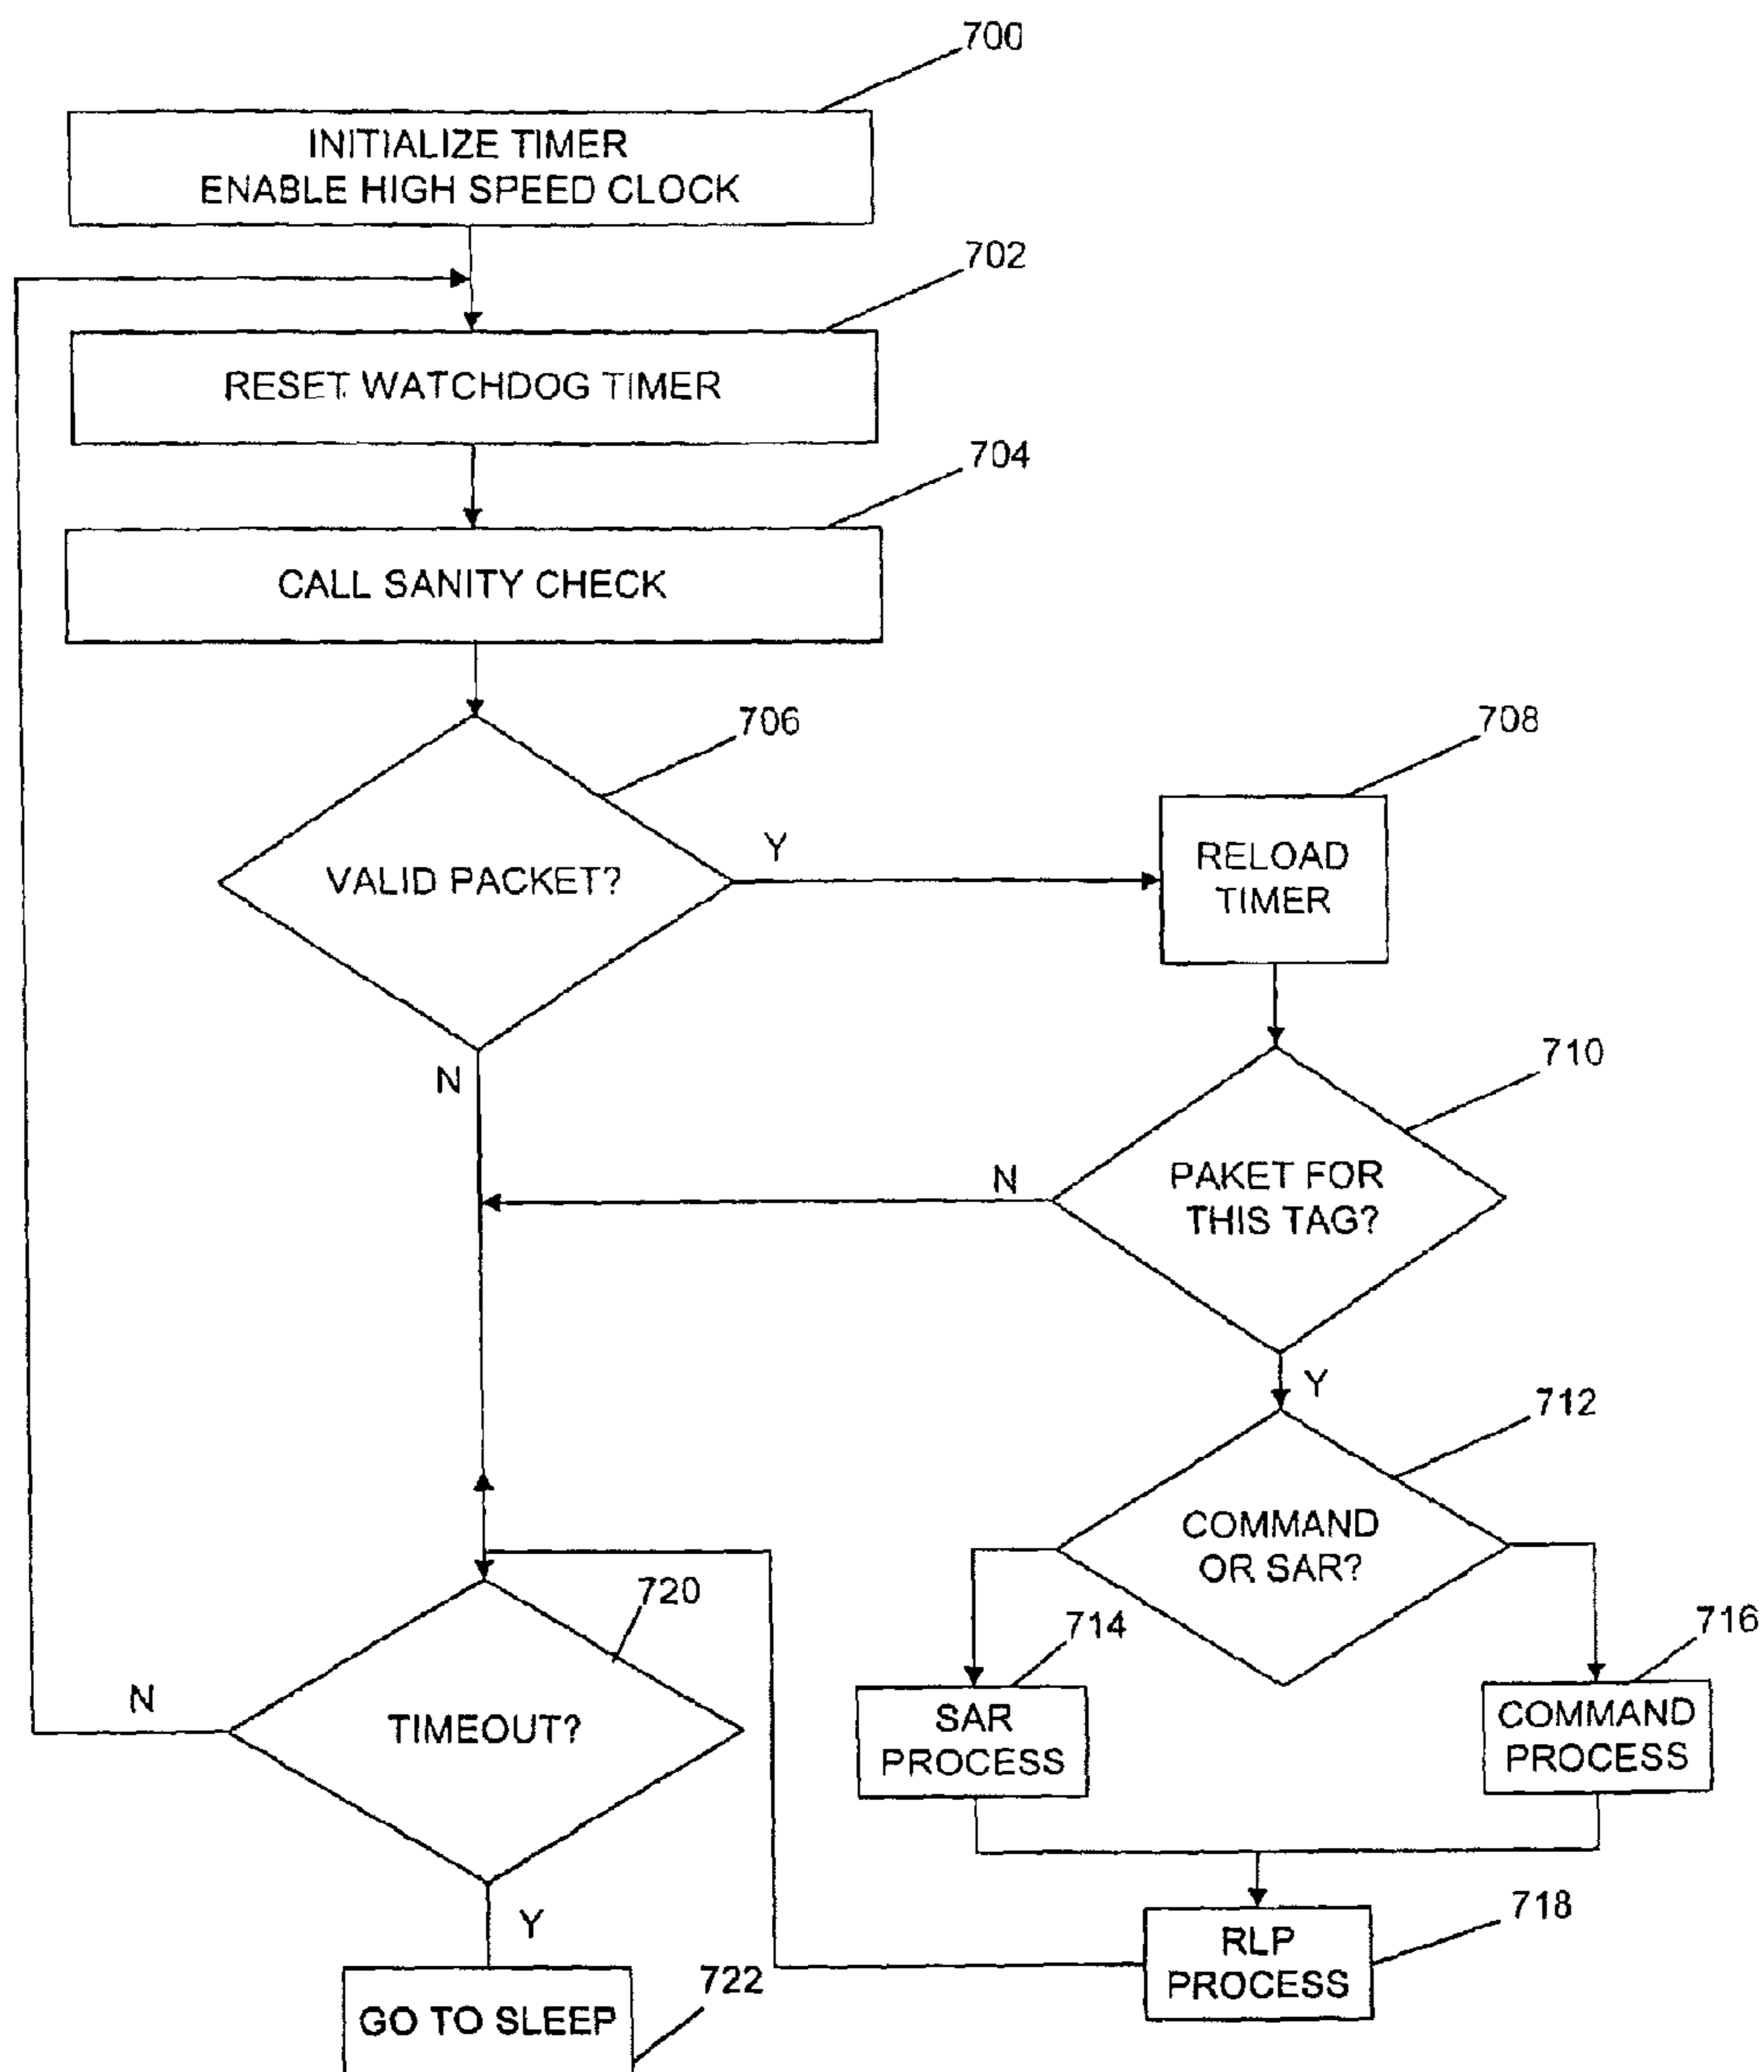 700
INITIALIZE TIMER
ENABLE HIGH SPEED CLOCK
702
RESET WATCHDOG TIMER
704
CALL SANITY CHECK
706
VALID PACKET?
Y
N
708
RELOAD
TIMER
710
PAKET FOR
THIS TAG?
N
Y
712
COMMAND
OR SAR?
714
SAR
PROCESS
716
COMMAND
PROCESS
718
RLP
PROCESS
720
TIMEOUT?
N
Y
722
GO TO SLEEP